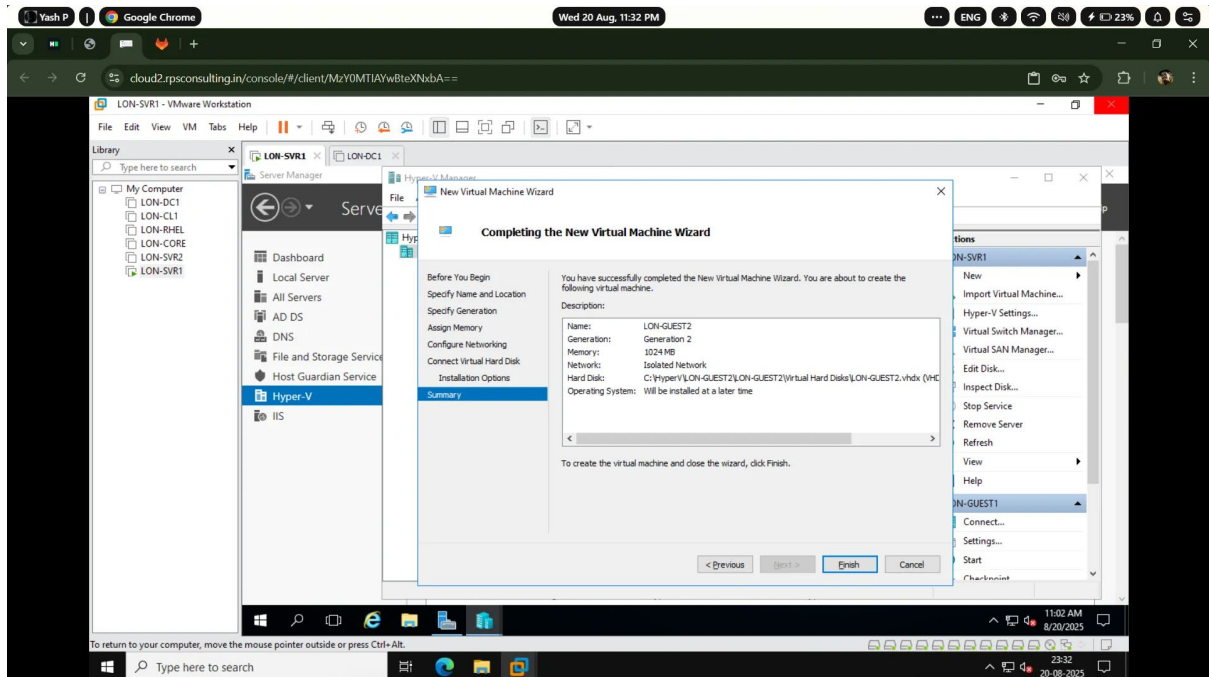 Yash P
Google Chrome
Wed 20 Aug, 11:32 PM
ENG
23%
cloud2.rpsconsulting.in/console/#/client/MzY0MTIAYwBteXNxbA==
LON-SVR1 - VMware Workstation
File Edit View VM Tabs Help
Library
Type here to search
My Computer
LON-DC1
LON-CL1
LON-RHEL
LON-CORE
LON-SVR2
LON-SVR1
LON-SVR1
LON-DC1
Server Manager
Serve
Dashboard
Local Server
All Servers
AD DS
DNS
File and Storage Service
Host Guardian Service
Hyper-V
IIS
Hyper-V Manager
File
Hyp
New Virtual Machine Wizard
Completing the New Virtual Machine Wizard
Before You Begin
Specify Name and Location
Specify Generation
Assign Memory
Configure Networking
Connect Virtual Hard Disk
Installation Options
Summary
You have successfully completed the New Virtual Machine Wizard. You are about to create the
following virtual machine.
Description:
Name: LON-GUEST2
Generation: Generation 2
Memory: 1024 MB
Network: Isolated Network
Hard Disk: C:\HyperV\LON-GUEST2\LON-GUEST2\Virtual Hard Disks\LON-GUEST2.vhdx (VHD
Operating System: Will be installed at a later time
To create the virtual machine and close the wizard, click Finish.
< Previous
Next >
Finish
Cancel
tions
ON-SVR1
New
Import Virtual Machine...
Hyper-V Settings...
Virtual Switch Manager...
Virtual SAN Manager...
Edit Disk...
Inspect Disk...
Stop Service
Remove Server
Refresh
View
Help
ON-GUEST1
Connect...
Settings...
Start
Checkpoint
11:02 AM
8/20/2025
To return to your computer, move the mouse pointer outside or press Ctrl+Alt.
Type here to search
23:32
20-08-2025